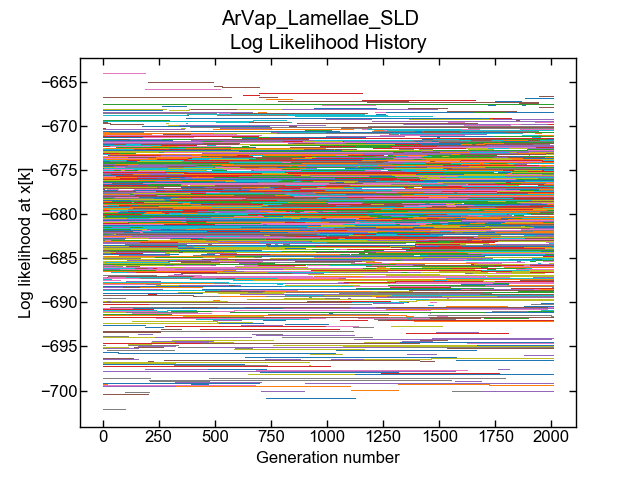 ArVap_Lamellae_SLD
Log Likelihood History
Log likelihood at x[k]
−665
−670
−675
−680
−685
−690
−695
−700
0 250 500 750 1000 1250 1500 1750 2000
Generation number